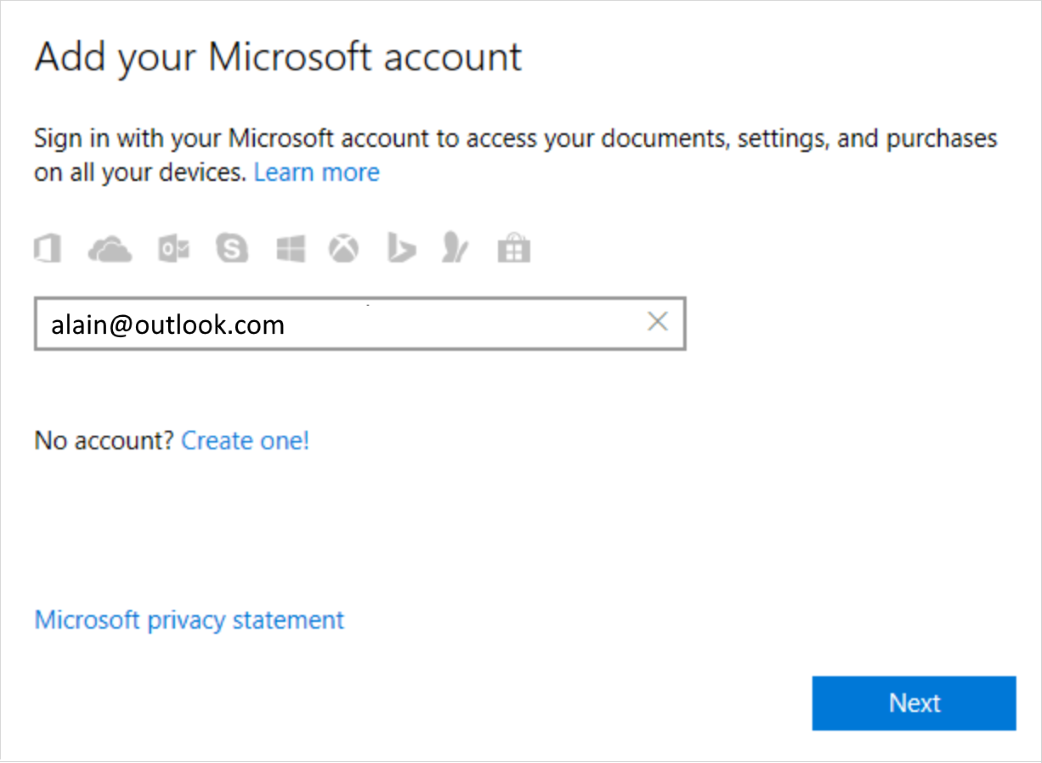 Add your Microsoft account
Sign in with your Microsoft account to access your documents, settings, and purchases
on all your devices. Learn more
alain@outlook.com
No account? Create one!
Microsoft privacy statement
Next